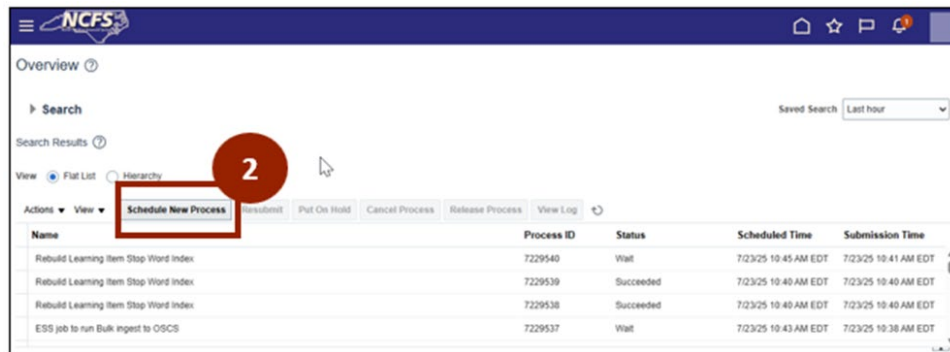 NCFS
Overview
Search
Saved Search Last hour
Search Results
View Flat List Hierarchy
2
Actions View Schedule New Process Resubmit Put On Hold Cancel Process Release Process View Log
Name Process ID Status Scheduled Time Submission Time
Rebuild Learning Item Stop Word Index 7229540 Wait 7/23/25 10:45 AM EDT 7/23/25 10:41 AM EDT
Rebuild Learning Item Stop Word Index 7229539 Succeeded 7/23/25 10:40 AM EDT 7/23/25 10:40 AM EDT
Rebuild Learning Item Stop Word Index 7229538 Succeeded 7/23/25 10:40 AM EDT 7/23/25 10:40 AM EDT
ESS job to run Bulk ingest to OSCS 7229537 Wait 7/23/25 10:43 AM EDT 7/23/25 10:38 AM EDT